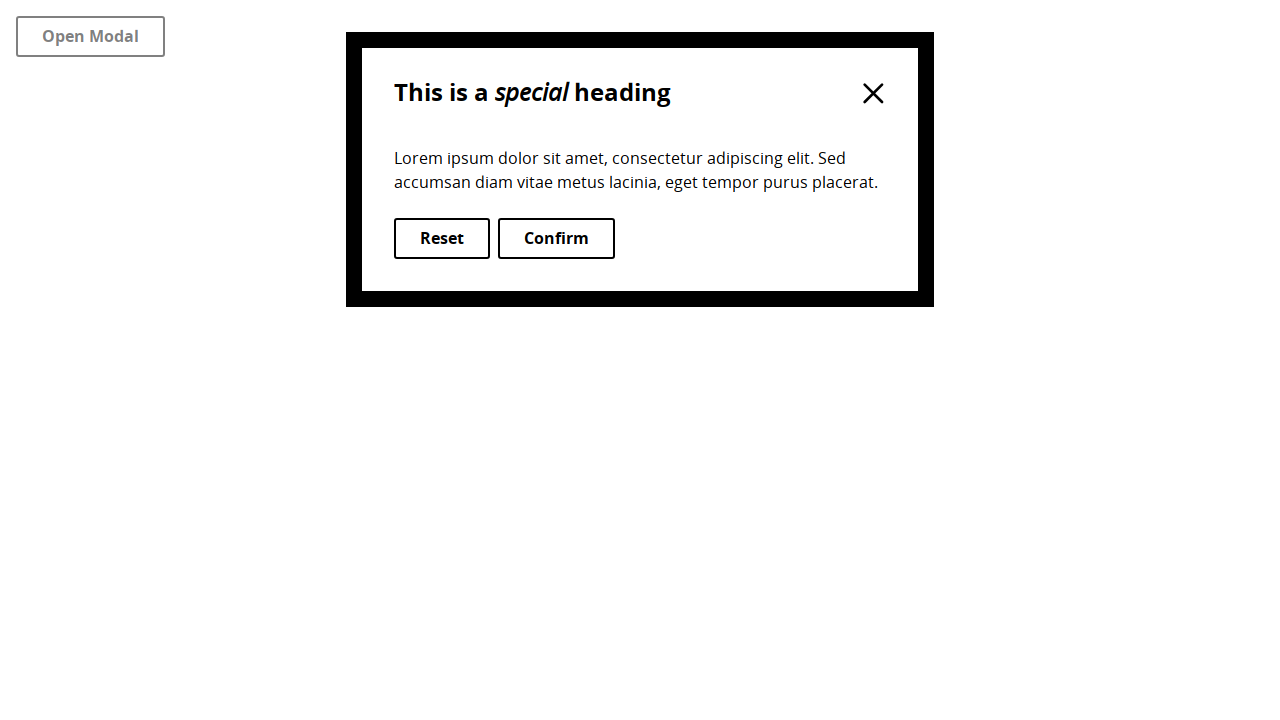 Open Modal
This is a special heading
Lorem ipsum dolor sit amet, consectetur adipiscing elit. Sed
accumsan diam vitae metus lacinia, eget tempor purus placerat.
Reset
Confirm